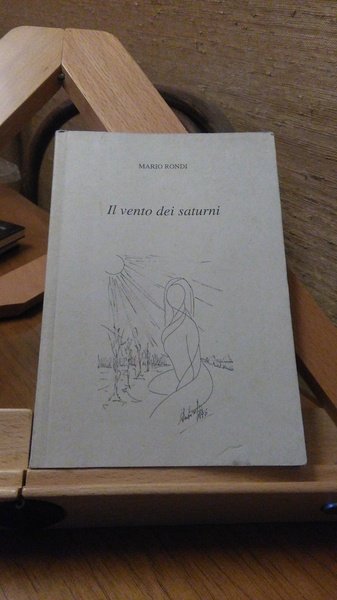 MARIO RONDI
Il vento dei saturni